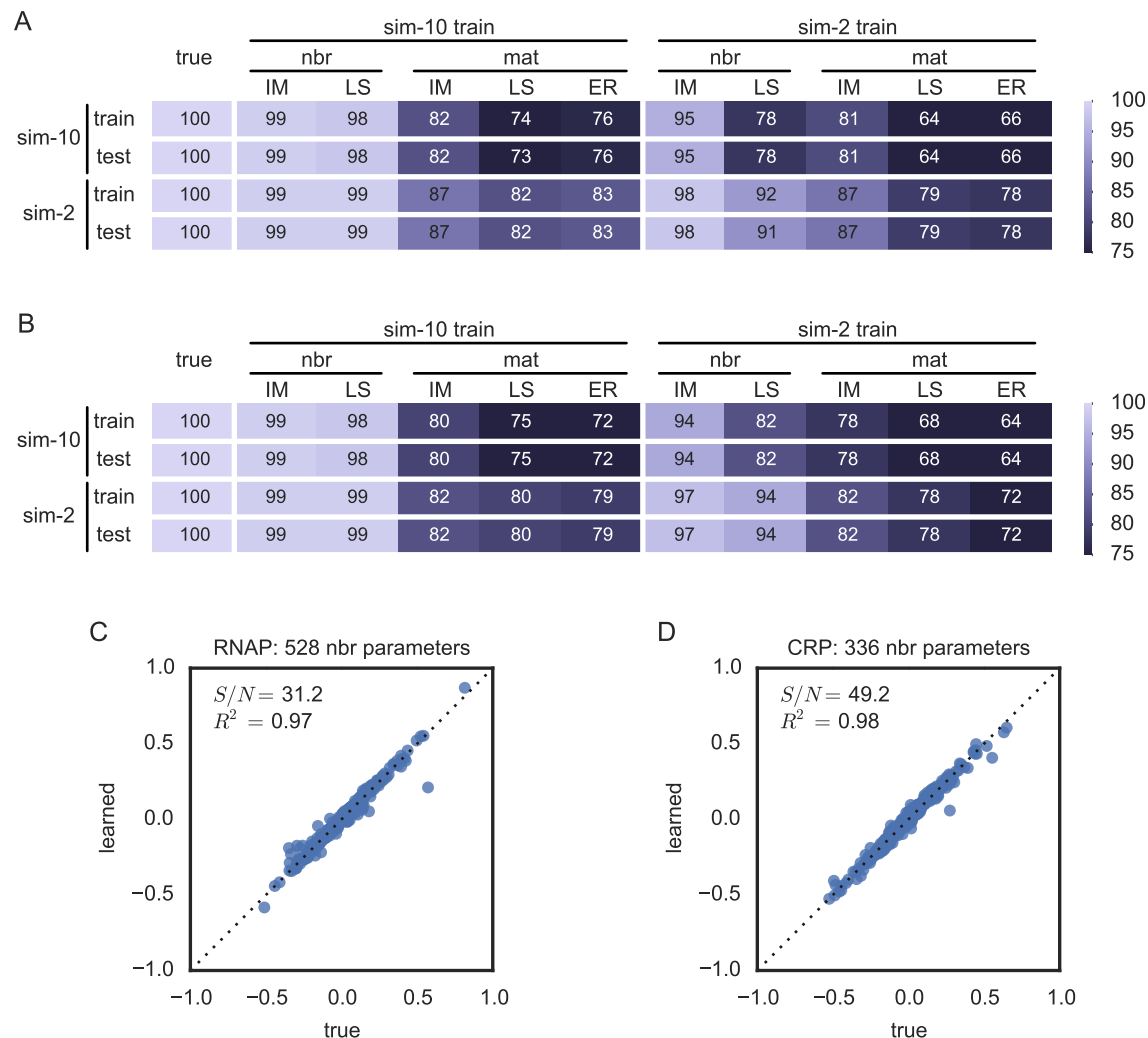 A
sim-10 train sim-2 train
true nbr mat nbr mat
IM LS IM LS ER IM LS IM LS ER
sim-10 train 100 99 98 82 74 76 95 78 81 64 66
test 100 99 98 82 73 76 95 78 81 64 66
sim-2 train 100 99 99 87 82 83 98 92 87 79 78
test 100 99 99 87 82 83 98 91 87 79 78
100
95
90
85
80
75
B
sim-10 train sim-2 train
true nbr mat nbr mat
IM LS IM LS ER IM LS IM LS ER
sim-10 train 100 99 98 80 75 72 94 82 78 68 64
test 100 99 98 80 75 72 94 82 78 68 64
sim-2 train 100 99 99 82 80 79 97 94 82 78 72
test 100 99 99 82 80 79 97 94 82 78 72
100
95
90
85
80
75
C
RNAP: 528 nbr parameters
S/N = 31.2
R² = 0.97
1.0
0.5
0.0
−0.5
−1.0
learned
−1.0 −0.5 0.0 0.5 1.0
true
D
CRP: 336 nbr parameters
S/N = 49.2
R² = 0.98
1.0
0.5
0.0
−0.5
−1.0
learned
−1.0 −0.5 0.0 0.5 1.0
true